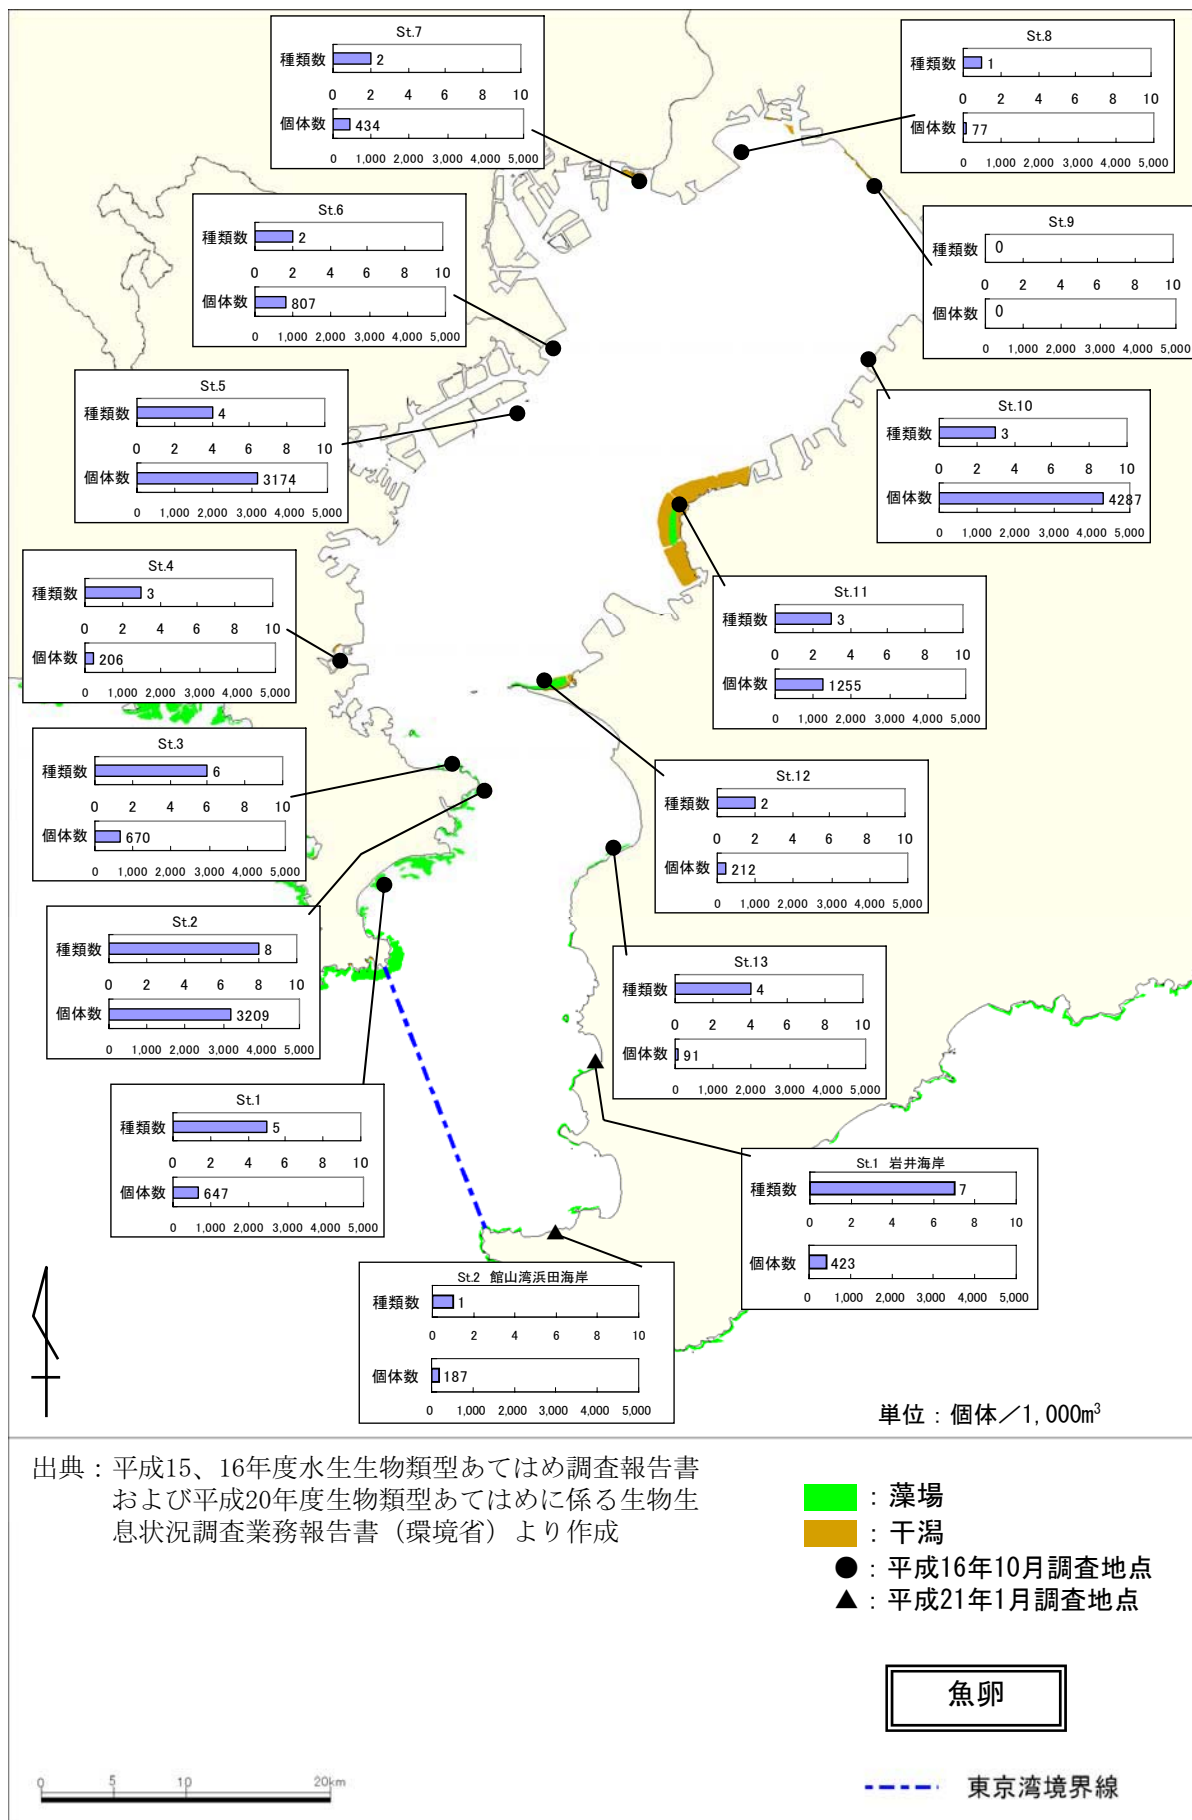 St.7
種類数 2
0 2 4 6 8 10
個体数 434
0 1,000 2,000 3,000 4,000 5,000
St.8
種類数 1
0 2 4 6 8 10
個体数 77
0 1,000 2,000 3,000 4,000 5,000
St.6
種類数 2
0 2 4 6 8 10
個体数 807
0 1,000 2,000 3,000 4,000 5,000
St.9
種類数 0
0 2 4 6 8 10
個体数 0
0 1,000 2,000 3,000 4,000 5,000
St.5
種類数 4
0 2 4 6 8 10
個体数 3174
0 1,000 2,000 3,000 4,000 5,000
St.10
種類数 3
0 2 4 6 8 10
個体数 4287
0 1,000 2,000 3,000 4,000 5,000
St.4
種類数 3
0 2 4 6 8 10
個体数 206
0 1,000 2,000 3,000 4,000 5,000
St.11
種類数 3
0 2 4 6 8 10
個体数 1255
0 1,000 2,000 3,000 4,000 5,000
St.3
種類数 6
0 2 4 6 8 10
個体数 670
0 1,000 2,000 3,000 4,000 5,000
St.12
種類数 2
0 2 4 6 8 10
個体数 212
0 1,000 2,000 3,000 4,000 5,000
St.2
種類数 8
0 2 4 6 8 10
個体数 3209
0 1,000 2,000 3,000 4,000 5,000
St.13
種類数 4
0 2 4 6 8 10
個体数 91
0 1,000 2,000 3,000 4,000 5,000
St.1
種類数 5
0 2 4 6 8 10
個体数 647
0 1,000 2,000 3,000 4,000 5,000
St.1 岩井海岸
種類数 7
0 2 4 6 8 10
個体数 423
0 1,000 2,000 3,000 4,000 5,000
St.2 館山湾浜田海岸
種類数 1
0 2 4 6 8 10
個体数 187
0 1,000 2,000 3,000 4,000 5,000
単位：個体／1,000m³
出典：平成15、16年度水生生物類型あてはめ調査報告書
および平成20年度生物類型あてはめに係る生物生
息状況調査業務報告書（環境省）より作成
：藻場
：干潟
：平成16年10月調査地点
：平成21年1月調査地点
魚卵
0 5 10 20km
東京湾境界線